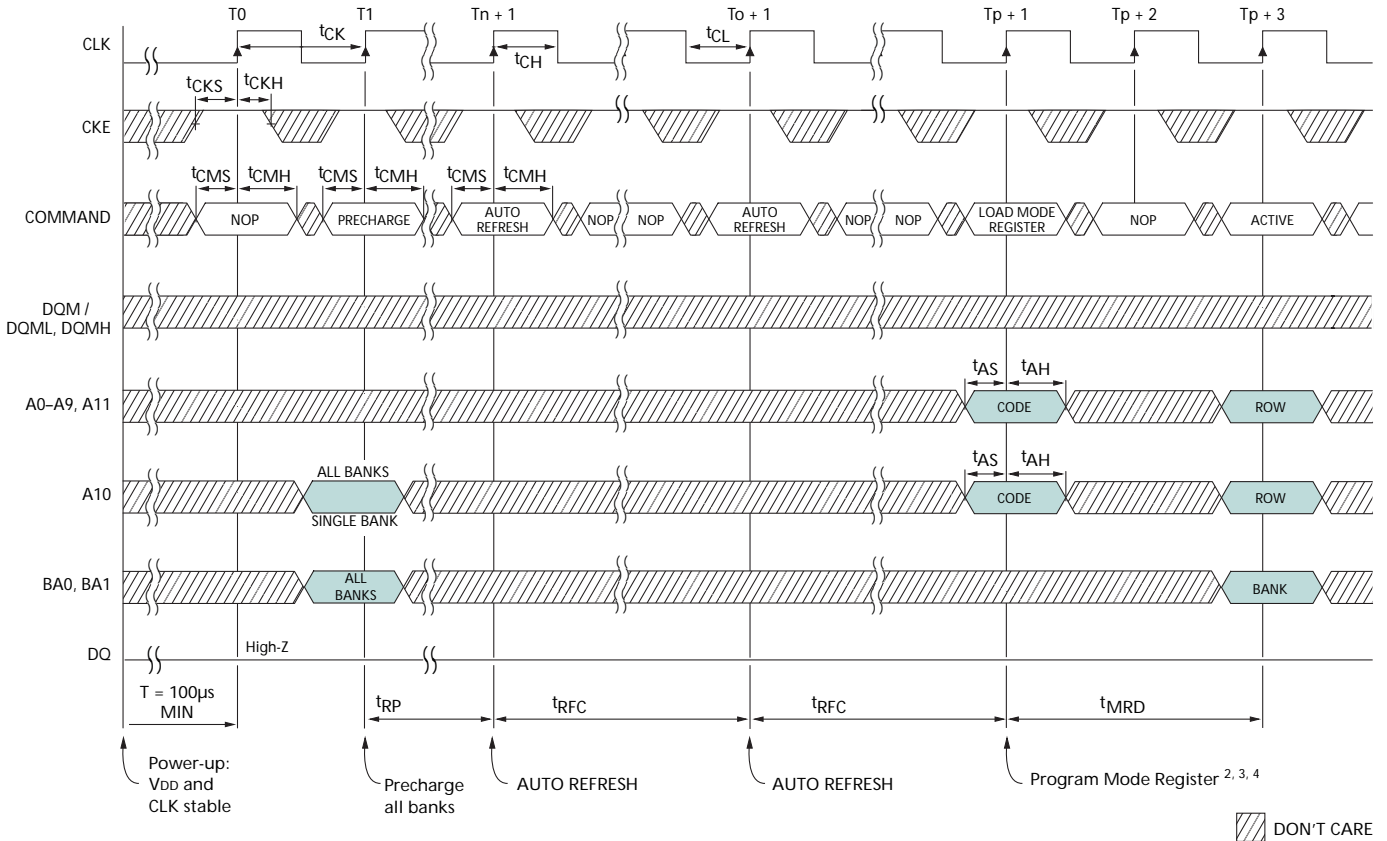 T0 T1 Tn + 1 To + 1 Tp + 1 Tp + 2 Tp + 3
CLK
tCK
tCH
tCL
tCKS tCKH
CKE
tCMS tCMH tCMS tCMH tCMS tCMH
COMMAND
NOP
PRECHARGE
AUTO
REFRESH
NOP
NOP
AUTO
REFRESH
NOP
NOP
LOAD MODE
REGISTER
NOP
ACTIVE
DQM /
DQML, DQMH
tAS tAH
A0–A9, A11
CODE
ROW
ALL BANKS
tAS tAH
A10
CODE
ROW
SINGLE BANK
BA0, BA1
ALL
BANKS
BANK
DQ
High-Z
T = 100µs
MIN
tRP
tRFC
tRFC
tMRD
Power-up:
VDD and
CLK stable
Precharge
all banks
AUTO REFRESH
AUTO REFRESH
Program Mode Register 2, 3, 4
DON'T CARE